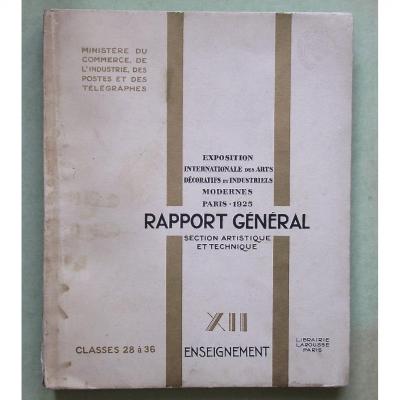 MINISTÈRE DU
COMMERCE, DE
L'INDUSTRIE, DES
POSTES ET DES
TÉLÉGRAPHES
EXPOSITION
INTERNATIONALE DES ARTS
DÉCORATIFS ET INDUSTRIELS
MODERNES
PARIS · 1925
RAPPORT GÉNÉRAL
SECTION ARTISTIQUE
ET TECHNIQUE
XII
CLASSES 28 à 36
ENSEIGNEMENT
LIBRAIRIE
LAROUSSE
PARIS